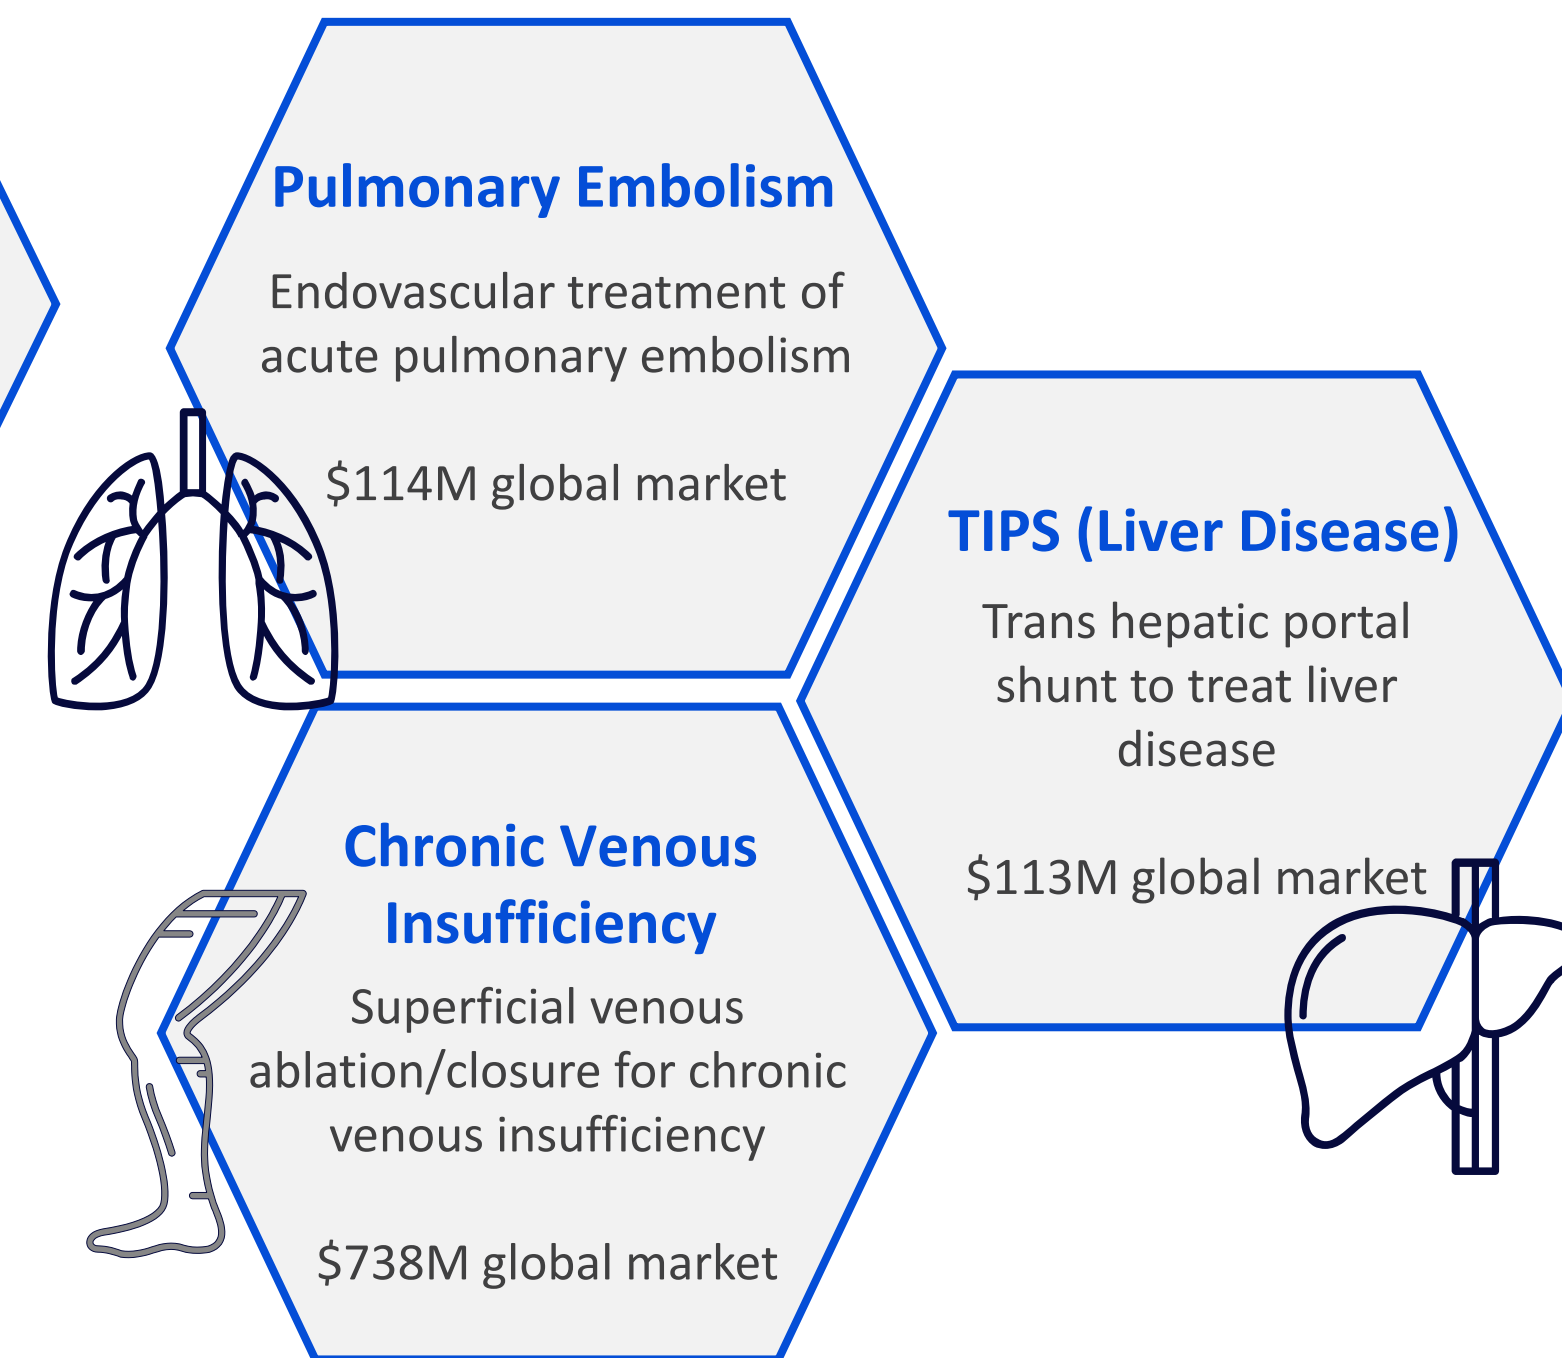 Pulmonary Embolism
Endovascular treatment of
acute pulmonary embolism
$114M global market
TIPS (Liver Disease)
Trans hepatic portal
shunt to treat liver
disease
$113M global market
Chronic Venous
Insufficiency
Superficial venous
ablation/closure for chronic
venous insufficiency
$738M global market